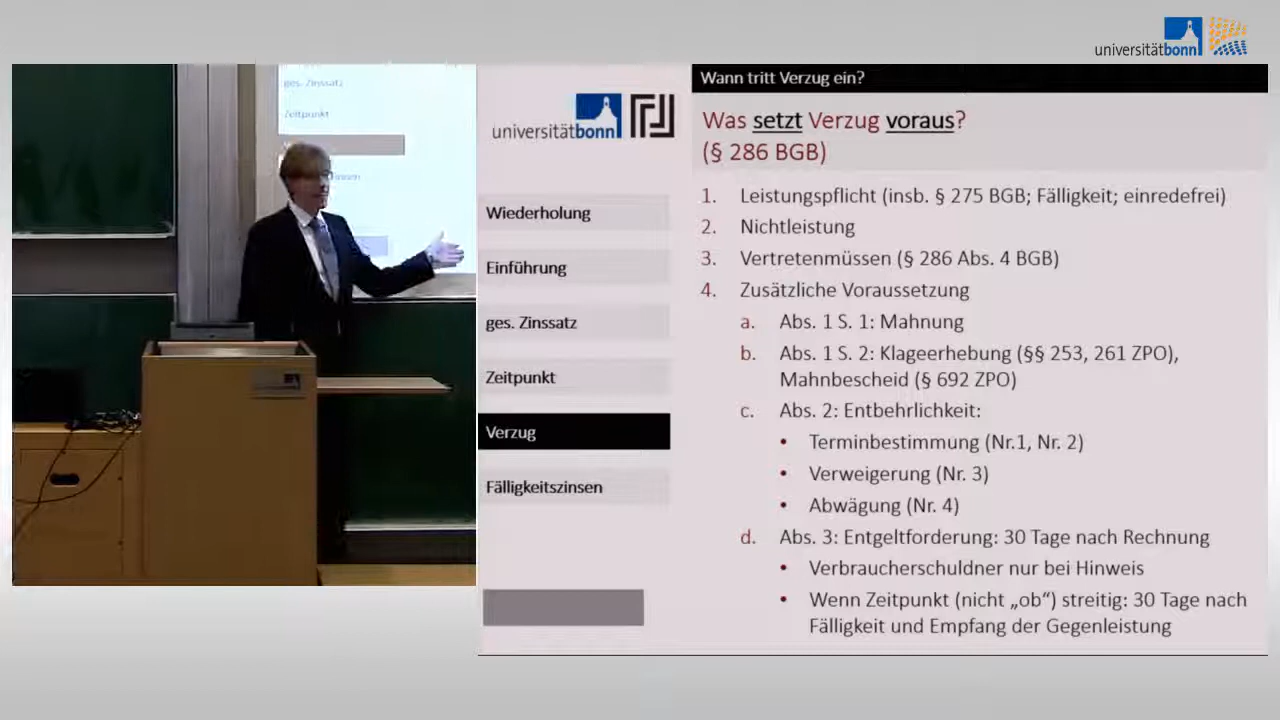 universitätbonn
ges. Zinssatz
Zeitpunkt
universitätbonn
Wiederholung
Einführung
ges. Zinssatz
Zeitpunkt
Verzug
Fälligkeitszinsen
Wann tritt Verzug ein?
Was setzt Verzug voraus?
(§ 286 BGB)
1. Leistungspflicht (insb. § 275 BGB; Fälligkeit; einredefrei)
2. Nichtleistung
3. Vertretenmüssen (§ 286 Abs. 4 BGB)
4. Zusätzliche Voraussetzung
a. Abs. 1 S. 1: Mahnung
b. Abs. 1 S. 2: Klageerhebung (§§ 253, 261 ZPO),
Mahnbescheid (§ 692 ZPO)
c. Abs. 2: Entbehrlichkeit:
• Terminbestimmung (Nr.1, Nr. 2)
• Verweigerung (Nr. 3)
• Abwägung (Nr. 4)
d. Abs. 3: Entgeltforderung: 30 Tage nach Rechnung
• Verbraucherschuldner nur bei Hinweis
• Wenn Zeitpunkt (nicht „ob“) streitig: 30 Tage nach
Fälligkeit und Empfang der Gegenleistung